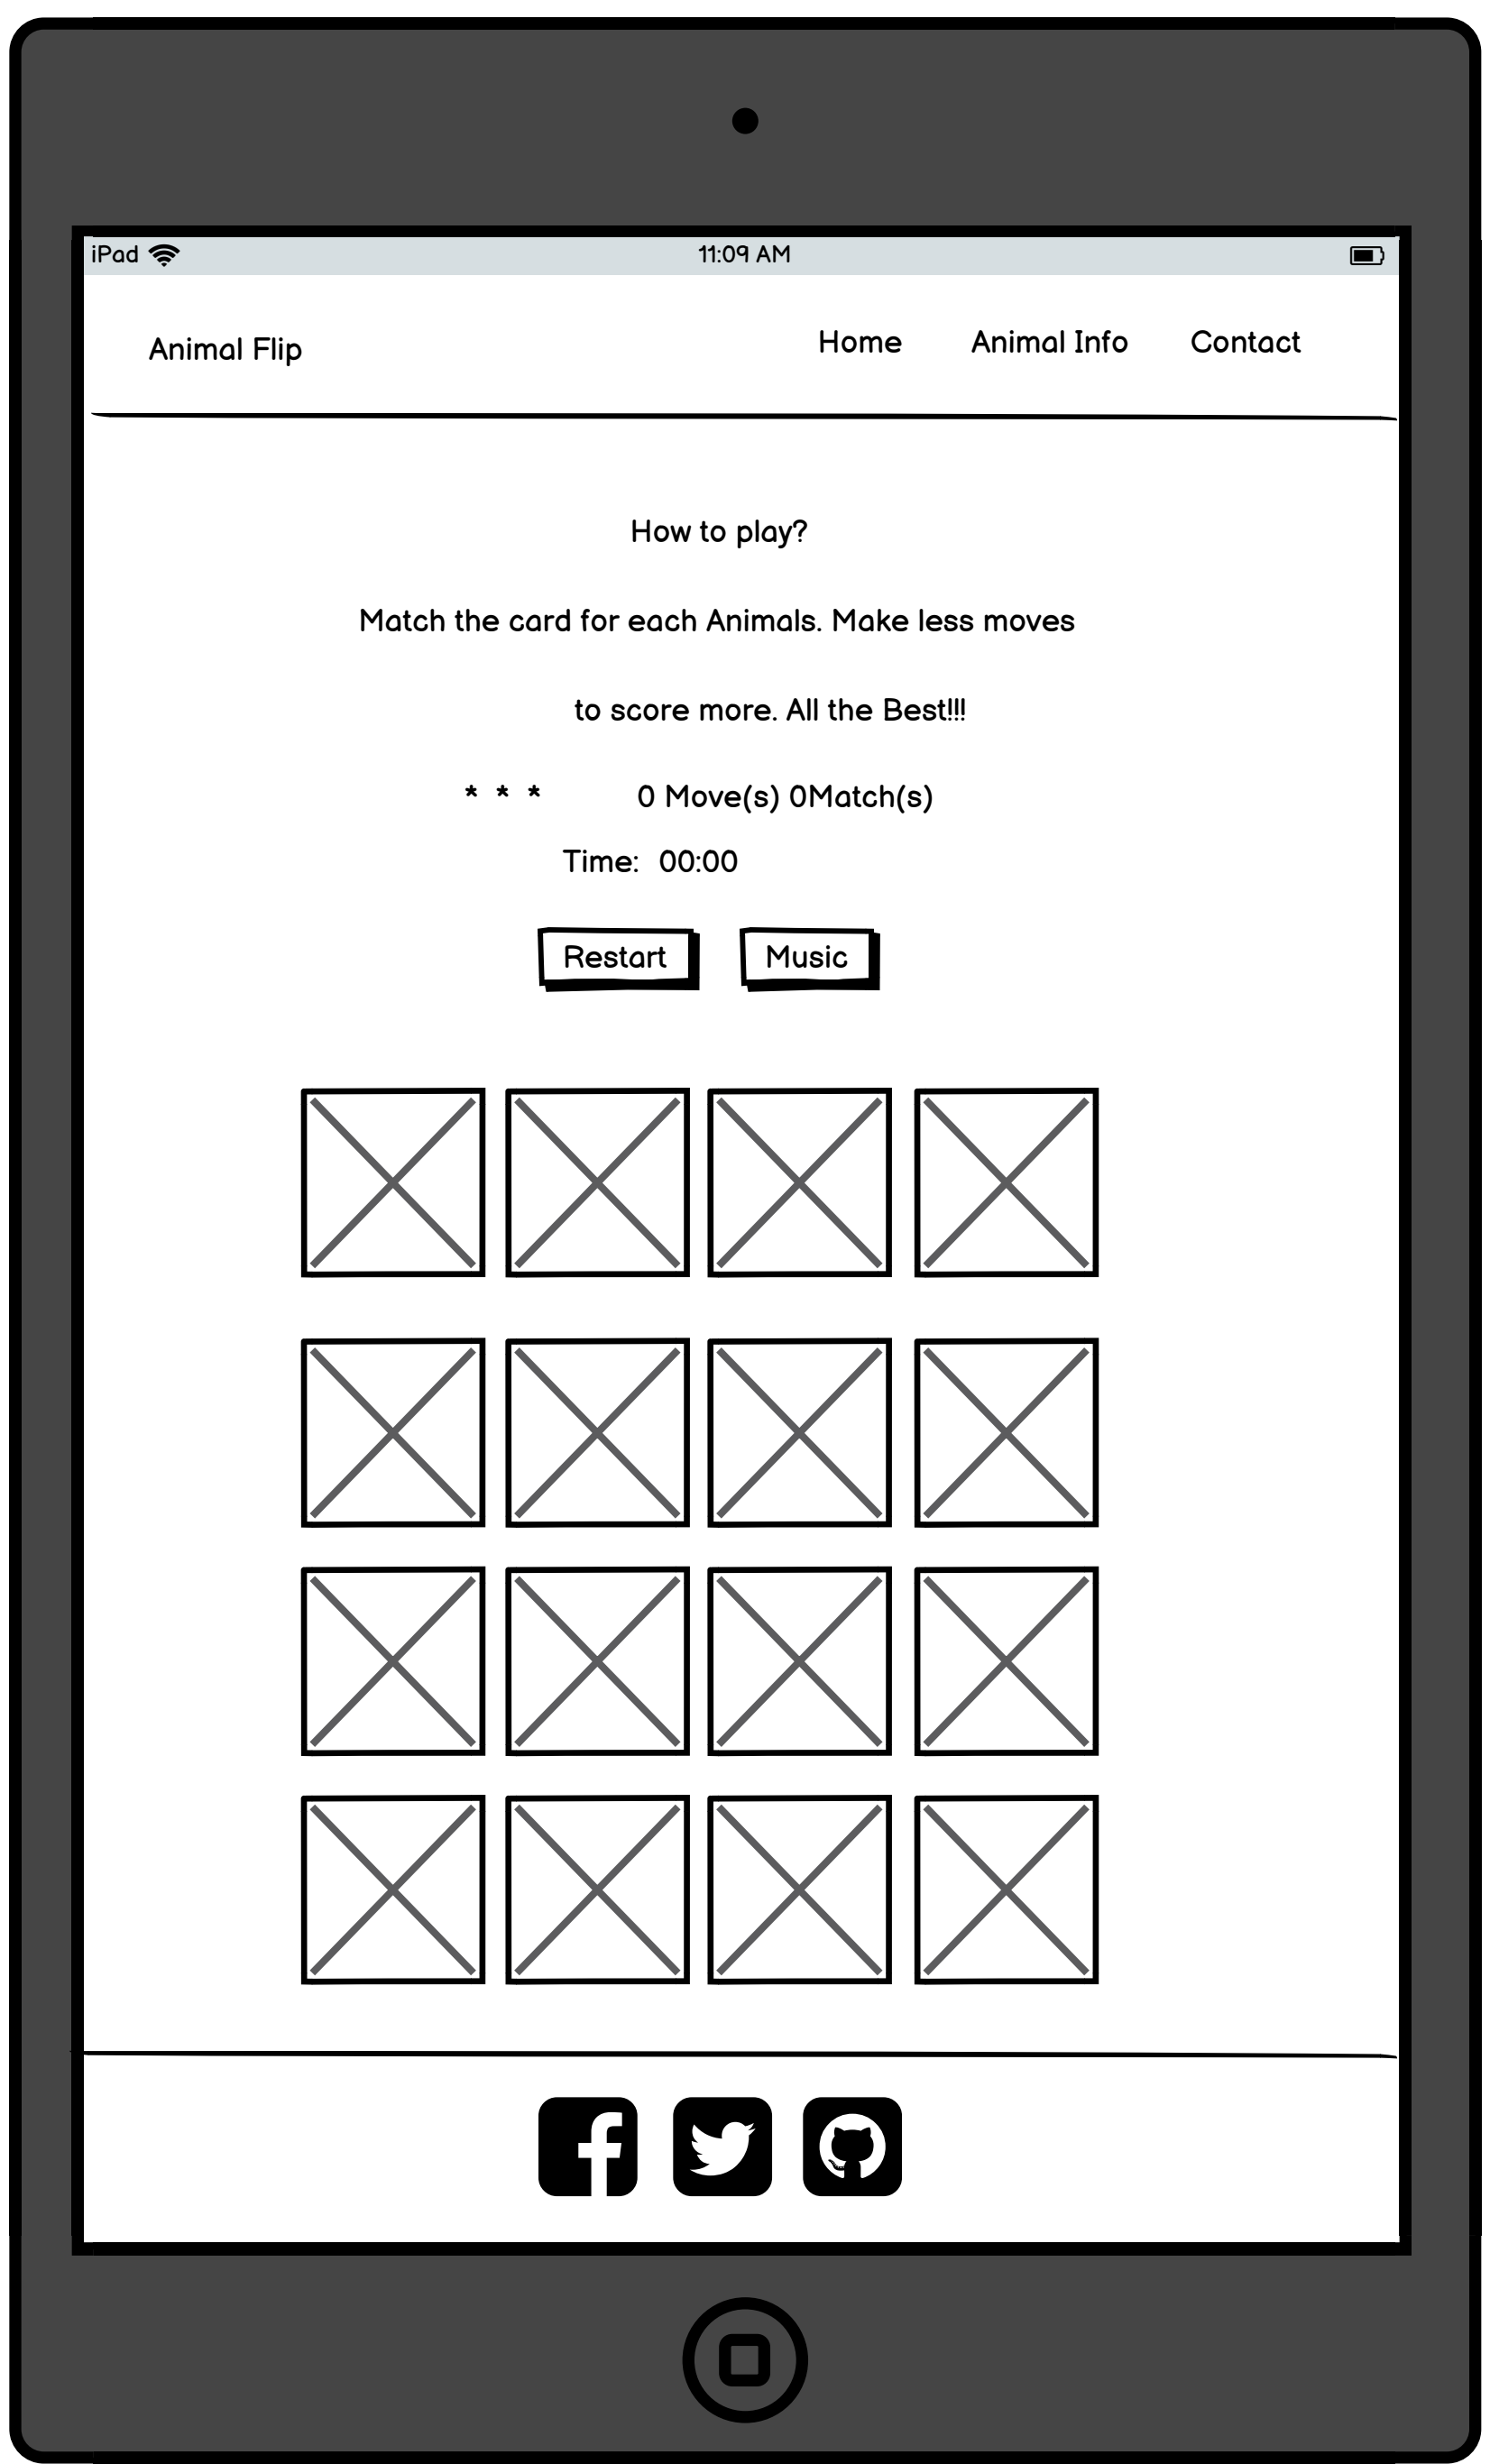 iPad 11:09 AM
Animal Flip Home Animal Info Contact
How to play?
Match the card for each Animals. Make less moves
to score more. All the Best!!!
* * * 0 Move(s) 0Match(s)
Time: 00:00
Restart Music